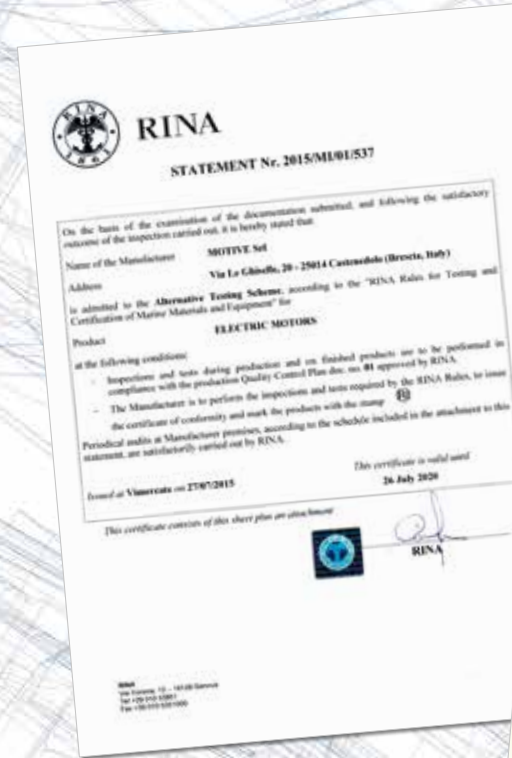 RINA
1861
RINA
STATEMENT Nr. 2015/MI/01/537
On the basis of the examination of the documentation submitted, and following the satisfactory
outcome of the inspection carried out, it is hereby stated that:
Name of the Manufacturer MOTIVE Srl
Address Via Le Ghiselle, 20 - 25014 Castenedolo (Brescia, Italy)
is admitted to the Alternative Testing Scheme, according to the "RINA Rules for Testing and
Certification of Marine Materials and Equipment" for
Product ELECTRIC MOTORS
at the following conditions:
- Inspections and tests during production and on finished products are to be performed in
compliance with the production Quality Control Plan doc. no. 01 approved by RINA.
- The Manufacturer is to perform the inspections and tests required by the RINA Rules, to issue
the certificate of conformity and mark the products with the stamp
Periodical audits at Manufacturer premises, according to the schedule included in the attachment to this
statement, are satisfactorily carried out by RINA.
Issued at Vimercate on 27/07/2015
This certificate is valid until
26 July 2020
This certificate consists of this sheet plus an attachment
RINA
RINA